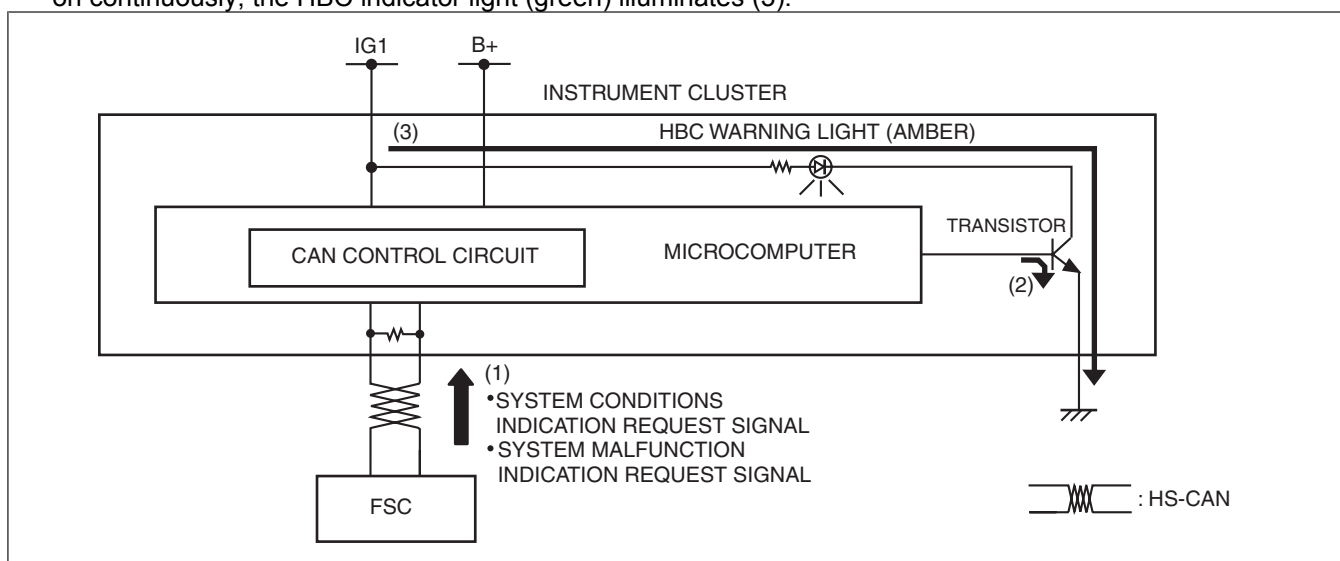 on continuously, the HBC indicator light (green) illuminates (3).
IG1
B+
INSTRUMENT CLUSTER
(3)
HBC WARNING LIGHT (AMBER)
TRANSISTOR
CAN CONTROL CIRCUIT
MICROCOMPUTER
(2)
(1)
•SYSTEM CONDITIONS
INDICATION REQUEST SIGNAL
•SYSTEM MALFUNCTION
INDICATION REQUEST SIGNAL
FSC
: HS-CAN